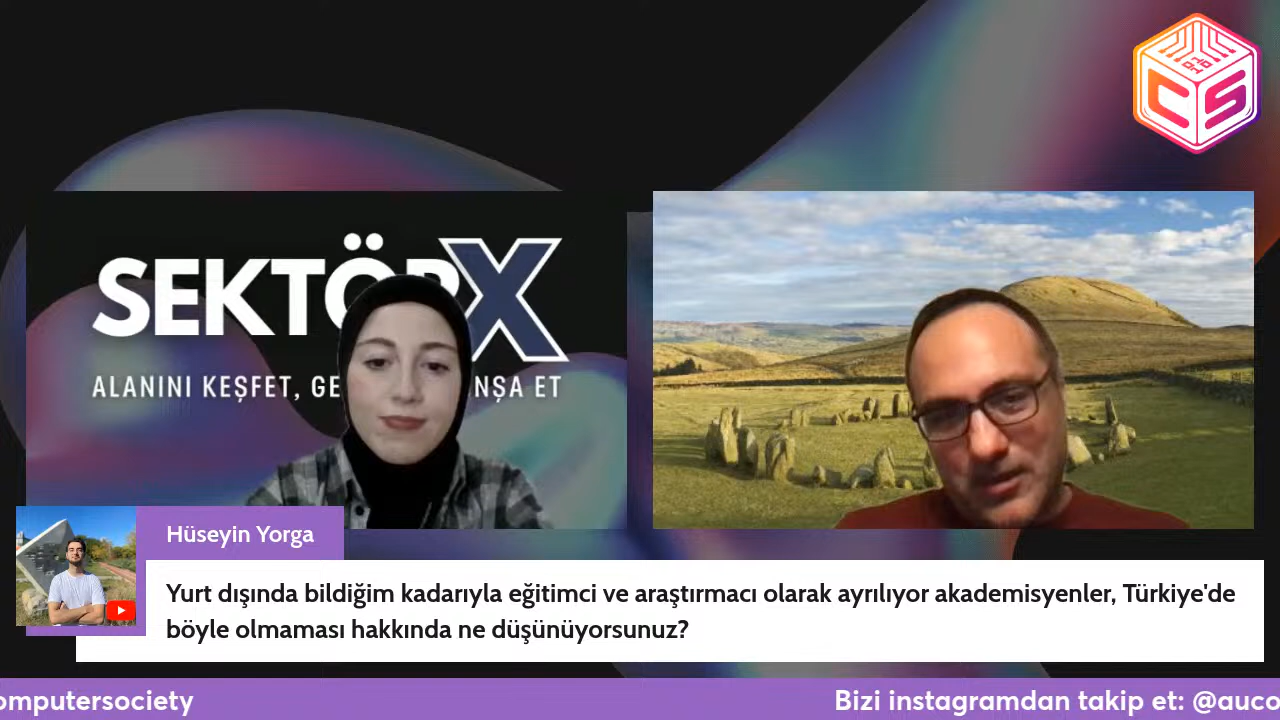 CS
SEKTÖR X
ALANINI KEŞFET, GE NŞA ET
Hüseyin Yorga
Yurt dışında bildiğim kadarıyla eğitimci ve araştırmacı olarak ayrılıyor akademisyenler, Türkiye'de
böyle olmaması hakkında ne düşünüyorsunuz?
omputersociety Bizi instagramdan takip et: @auco